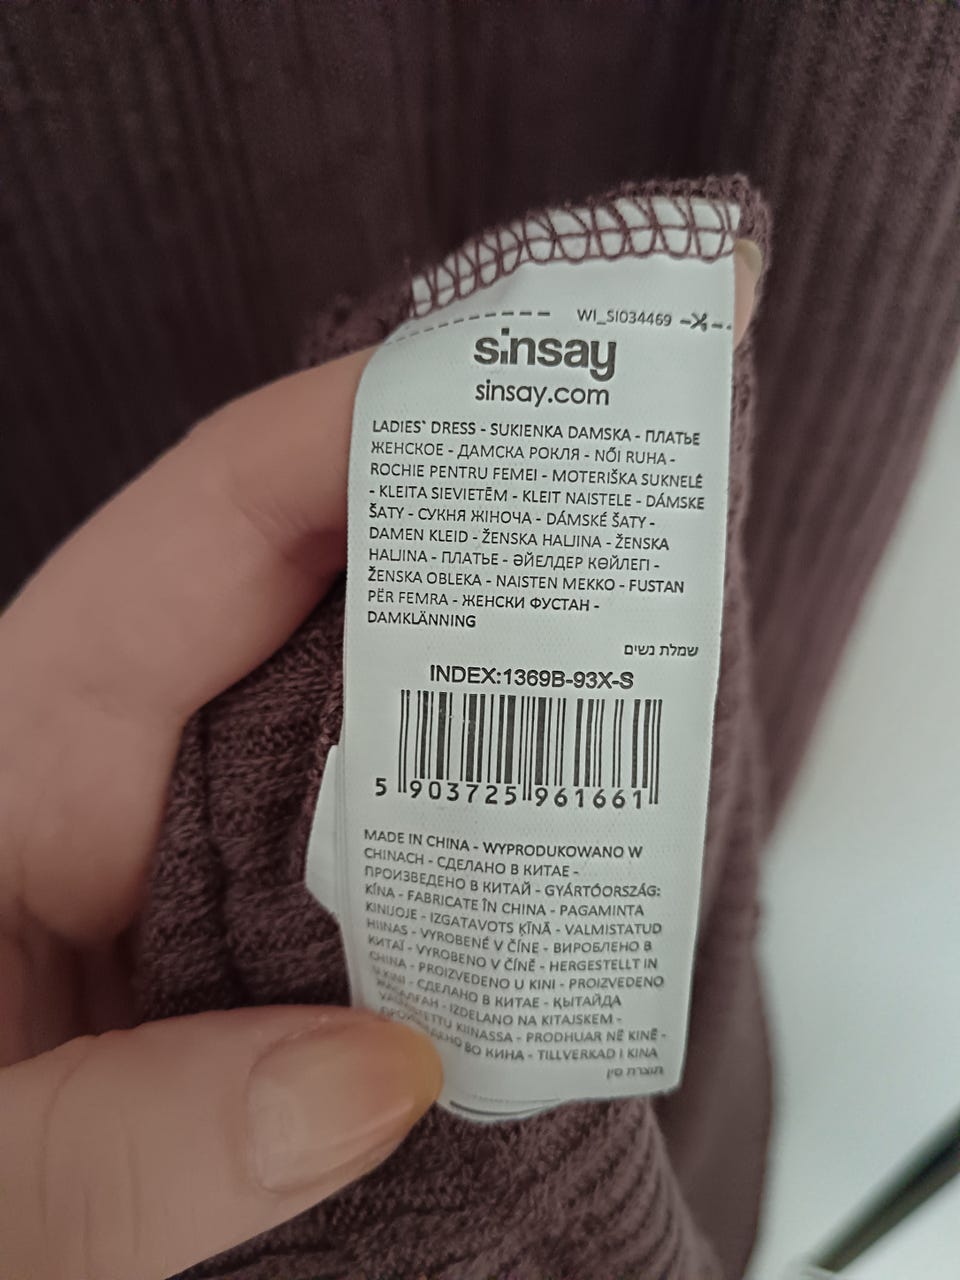 WI_SI034469
sinsay
sinsay.com
LADIES` DRESS - SUKIENKA DAMSKA - ПЛАТЬЕ
ЖЕНСКОЕ - ДАМСКА РОКЛЯ - NŐI RUHA -
ROCHIE PENTRU FEMEI - MOTERIŠKA SUKNELĖ
- KLEITA SIEVIETĒM - KLEIT NAISTELE - DÁMSKE
ŠATY - СУКНЯ ЖІНОЧА - DÁMSKÉ ŠATY -
DAMEN KLEID - ŽENSKA HALJINA - ŽENSKA
HALJINA - ПЛАТЬЕ - ӘЙЕЛДЕР КӨЙЛЕГІ -
ŽENSKA OBLEKA - NAISTEN MEKKO - FUSTAN
PËR FEMRA - ЖЕНСКИ ФУСТАН -
DAMKLÄNNING
שמלת נשים
INDEX:1369B-93X-S
5 903725 961661
MADE IN CHINA - WYPRODUKOWANO W
CHINACH - СДЕЛАНО В КИТАЕ -
ПРОИЗВЕДЕНО В КИТАЙ - GYÁRTÓORSZÁG:
KÍNA - FABRICATE ÎN CHINA - PAGAMINTA
KINIJOJE - IZGATAVOTS ĶĪNĀ - VALMISTATUD
HIINAS - VYROBENÉ V ČÍNE - ВИРОБЛЕНО В
КИТАЇ - VYROBENO V ČÍNĚ - HERGESTELLT IN
CHINA - PROIZVEDENO U KINI - PROIZVEDENO
U KINI - СДЕЛАНО В КИТАЕ - ҚЫТАЙДА
- IZDELANO NA KITAJSKEM -
KIINASSA - PRODHUAR NË KINË -
ВО КИНА - TILLVERKAD I KINA
תוצרת סין